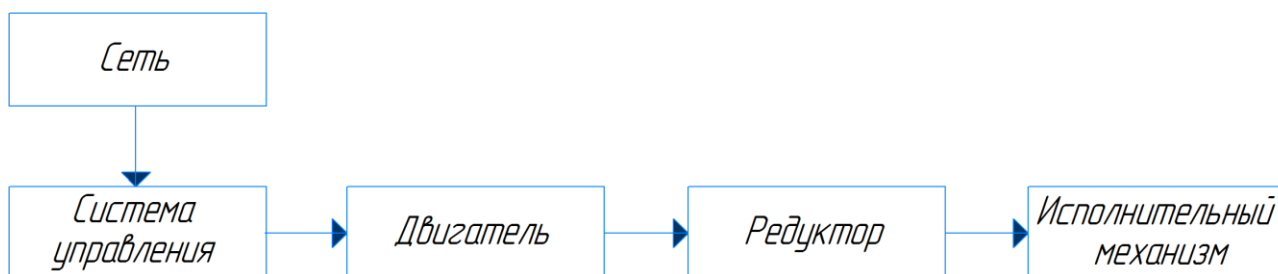 Сеть
Система
управления
Двигатель
Редуктор
Исполнительный
механизм